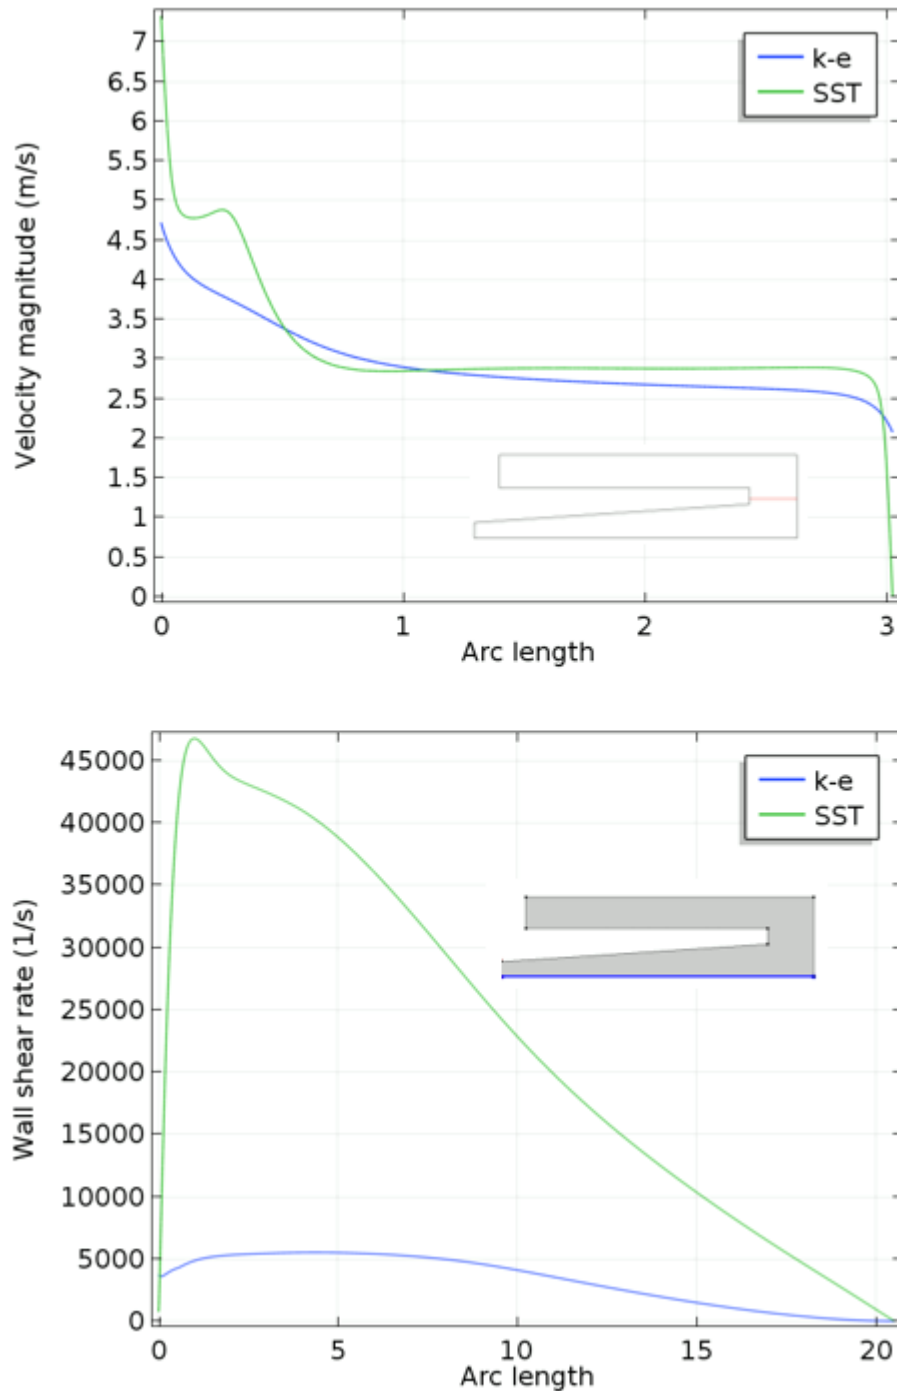 7
6.5
6
5.5
5
4.5
4
3.5
3
2.5
2
1.5
1
0.5
0
Velocity magnitude (m/s)
k-e
SST
0 1 2 3
Arc length
45000
40000
35000
30000
25000
20000
15000
10000
5000
0
Wall shear rate (1/s)
k-e
SST
0 5 10 15 20
Arc length